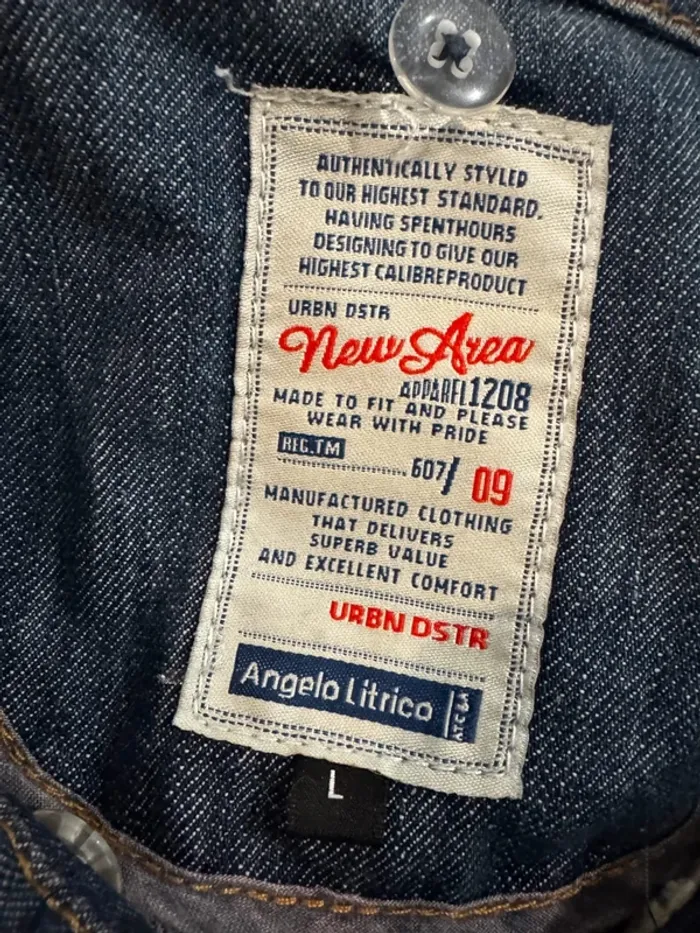 AUTHENTICALLY STYLED
TO OUR HIGHEST STANDARD.
HAVING SPENTHOURS
DESIGNING TO GIVE OUR
HIGHEST CALIBREPRODUCT
URBN DSTR
New Area
APPAREL1208
MADE TO FIT AND PLEASE
WEAR WITH PRIDE
REG.TM
607/ 09
MANUFACTURED CLOTHING
THAT DELIVERS
SUPERB VALUE
AND EXCELLENT COMFORT
URBN DSTR
Angelo Litrico
L